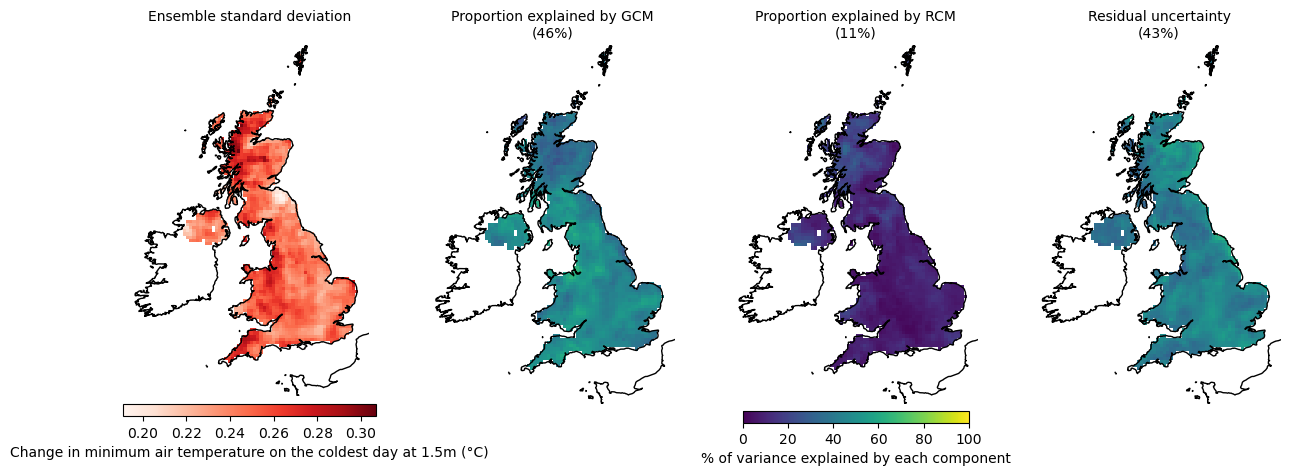 Ensemble standard deviation
Proportion explained by GCM
(46%)
Proportion explained by RCM
(11%)
Residual uncertainty
(43%)
0.20 0.22 0.24 0.26 0.28 0.30
Change in minimum air temperature on the coldest day at 1.5m (°C)
0 20 40 60 80 100
% of variance explained by each component